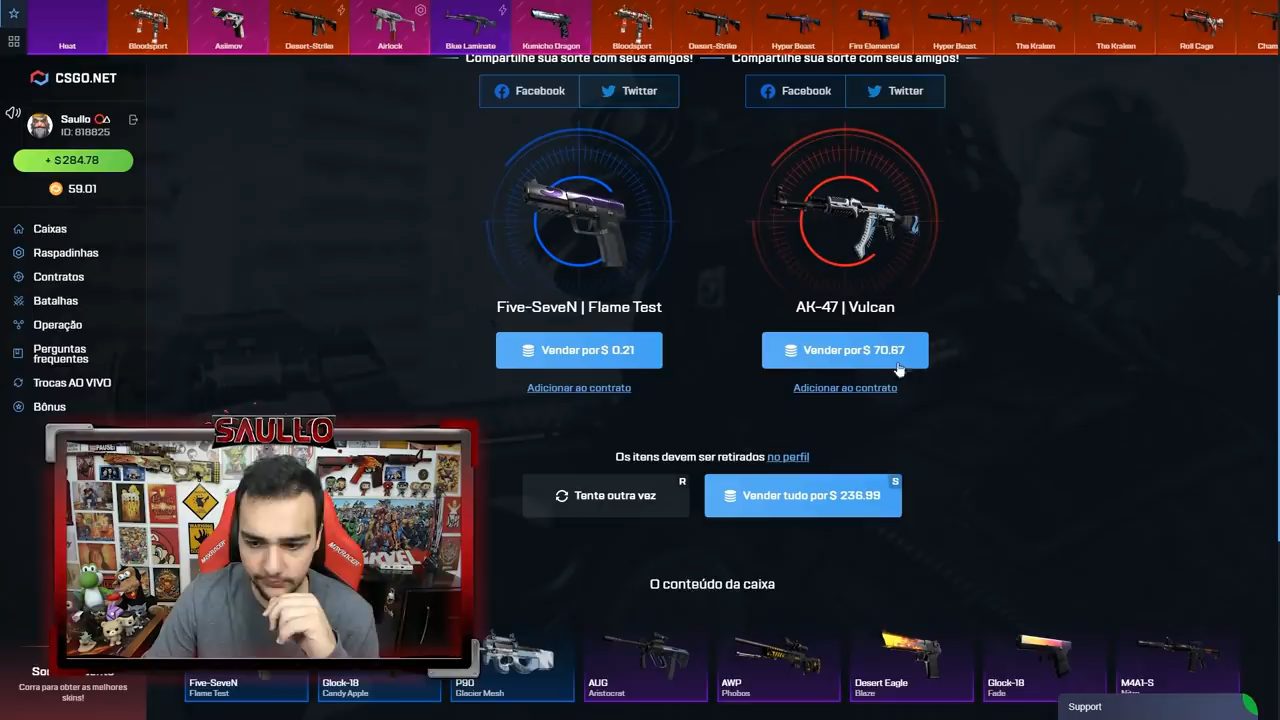 Heat
Bloodsport
Asiimov
Desert-Strike
Airlock
Blue Laminate
Kumicho Dragon
Bloodsport
Desert-Strike
Hyper Beast
Fire Elemental
Hyper Beast
The Kraken
The Kraken
Roll Cage
Cham
CSGO.NET
Saullo
ID: 818825
+ $ 284.78
59.01
Caixas
Raspadinhas
Contratos
Batalhas
Operação
Perguntas
frequentes
Trocas AO VIVO
Bônus
Compartilhe sua sorte com seus amigos!
Facebook
Twitter
Five-SeveN | Flame Test
Vender por $ 0.21
Adicionar ao contrato
Compartilhe sua sorte com seus amigos!
Facebook
Twitter
AK-47 | Vulcan
Vender por $ 70.67
Adicionar ao contrato
Os itens devem ser retirados no perfil
Tente outra vez
R
Vender tudo por $ 236.99
S
O conteúdo da caixa
SAULLO
MARVEL
Corra para obter as melhores
skins!
Five-SeveN
Flame Test
Glock-18
Candy Apple
P90
Glacier Mesh
AUG
Aristocrat
AWP
Phobos
Desert Eagle
Blaze
Glock-18
Fade
M4A1-S
Support